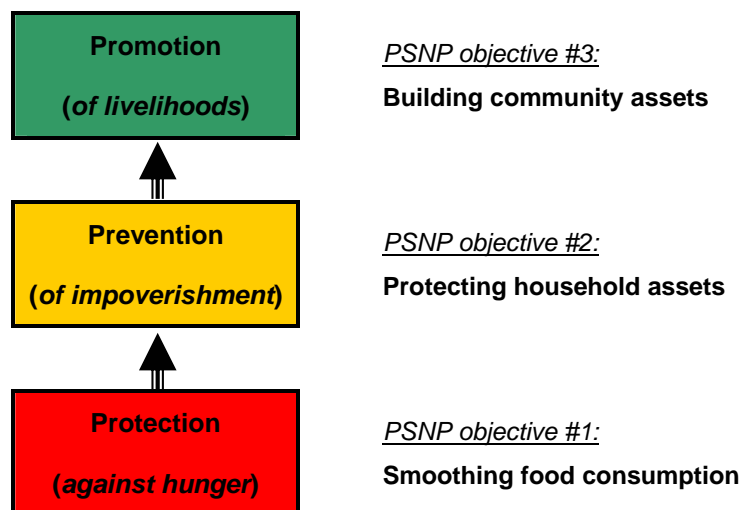 Promotion
(of livelihoods)
PSNP objective #3:
Building community assets
Prevention
(of impoverishment)
PSNP objective #2:
Protecting household assets
Protection
(against hunger)
PSNP objective #1:
Smoothing food consumption